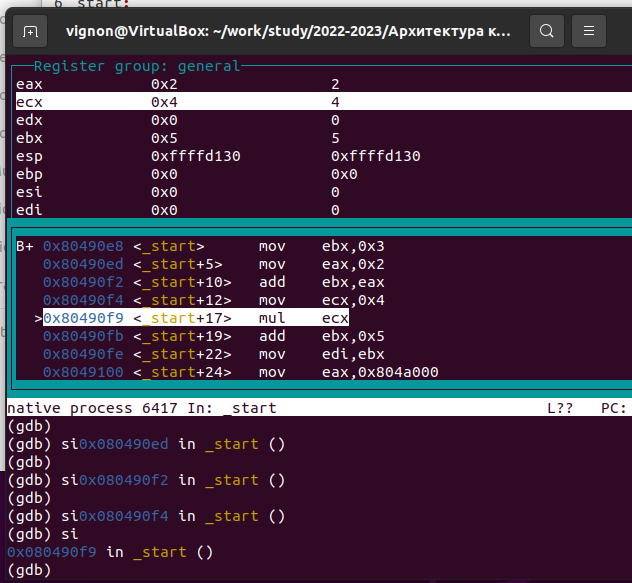 6 _start:
vignon@VirtualBox: ~/work/study/2022-2023/Архитектура к...
Register group: general
eax 0x2 2
ecx 0x4 4
edx 0x0 0
ebx 0x5 5
esp 0xffffd130 0xffffd130
ebp 0x0 0x0
esi 0x0 0
edi 0x0 0
B+ 0x80490e8 <_start> mov ebx,0x3
0x80490ed <_start+5> mov eax,0x2
0x80490f2 <_start+10> add ebx,eax
0x80490f4 <_start+12> mov ecx,0x4
>0x80490f9 <_start+17> mul ecx
0x80490fb <_start+19> add ebx,0x5
0x80490fe <_start+22> mov edi,ebx
0x8049100 <_start+24> mov eax,0x804a000
native process 6417 In: _start L?? PC:
(gdb)
(gdb) si0x080490ed in _start ()
(gdb)
(gdb) si0x080490f2 in _start ()
(gdb)
(gdb) si0x080490f4 in _start ()
(gdb) si
0x080490f9 in _start ()
(gdb)